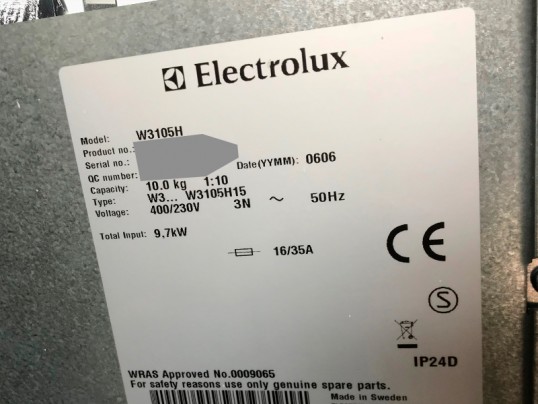 Electrolux
Model: W3105H
Product no.:
Serial no.:
Date(YYMM): 0606
QC number:
Capacity: 10.0 kg 1:10
Type: W3... W3105H15
Voltage: 400/230V 3N ~ 50Hz
Total Input: 9,7kW
16/35A
CE
S
IP24D
WRAS Approved No.0009065
For safety reasons use only genuine spare parts.
Made in Sweden